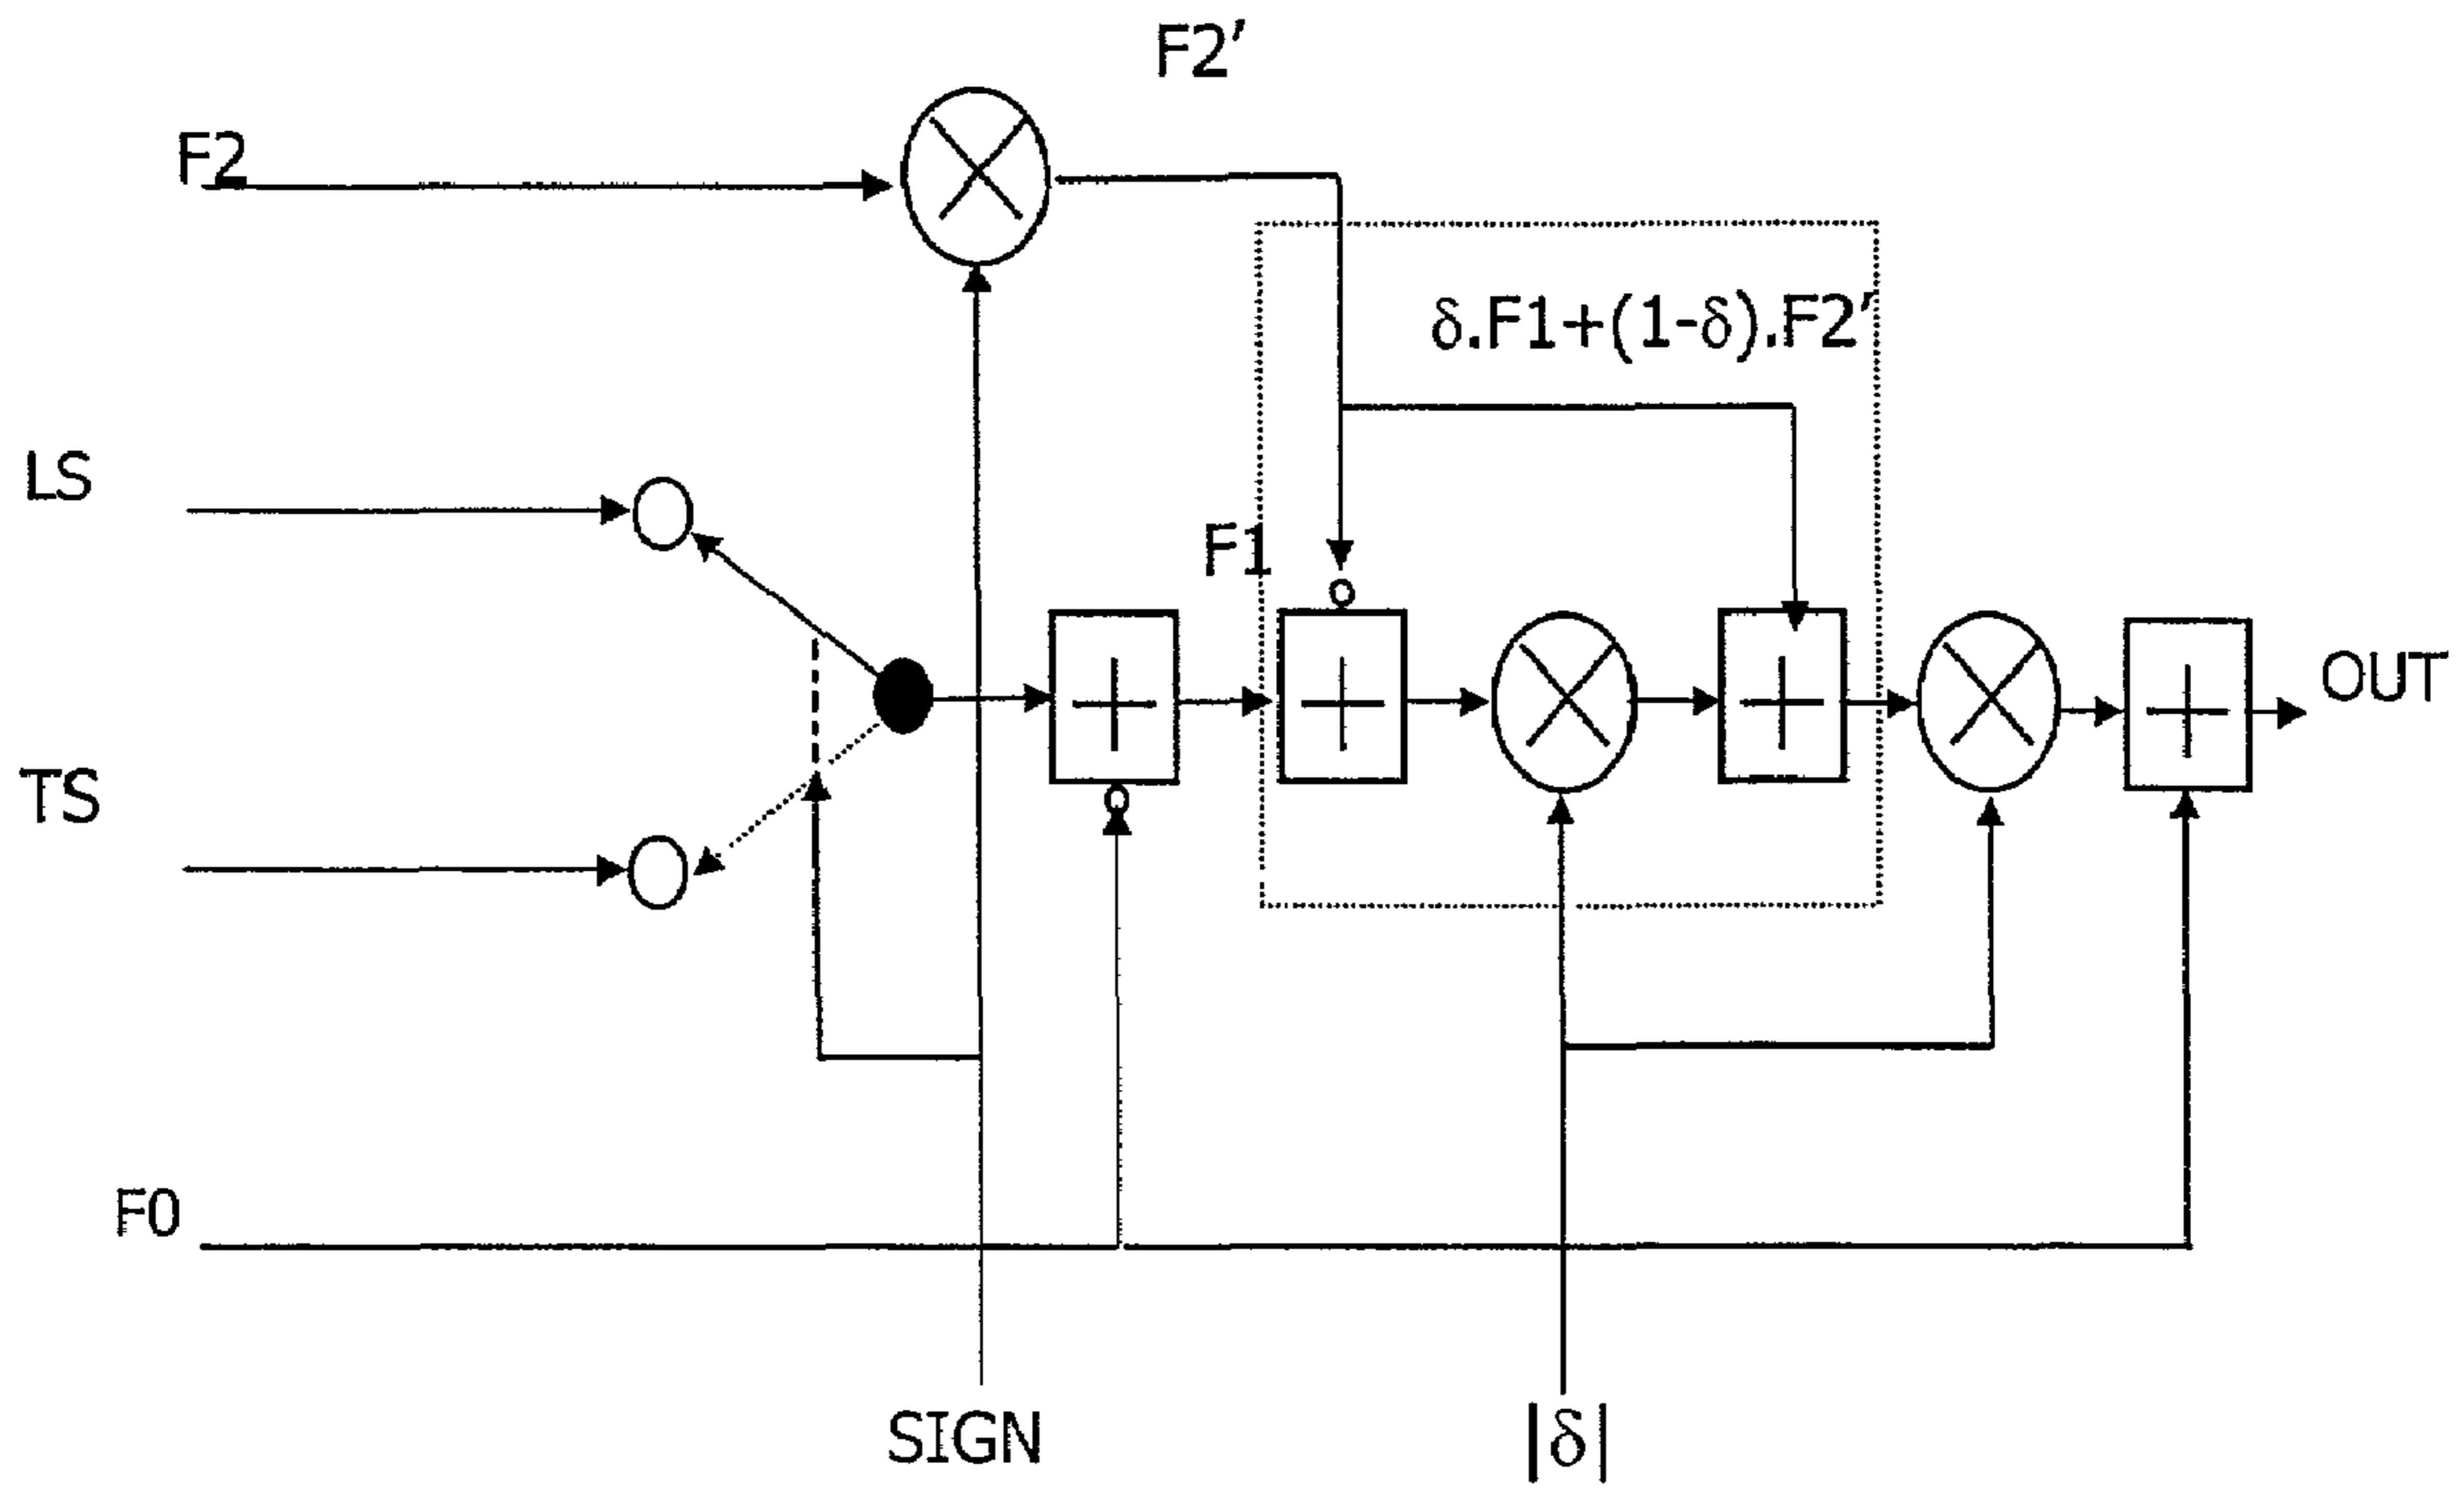 F2'
F2
δ.F1+(1-δ).F2'
LS
F1
OUT
TS
F0
SIGN
|δ|